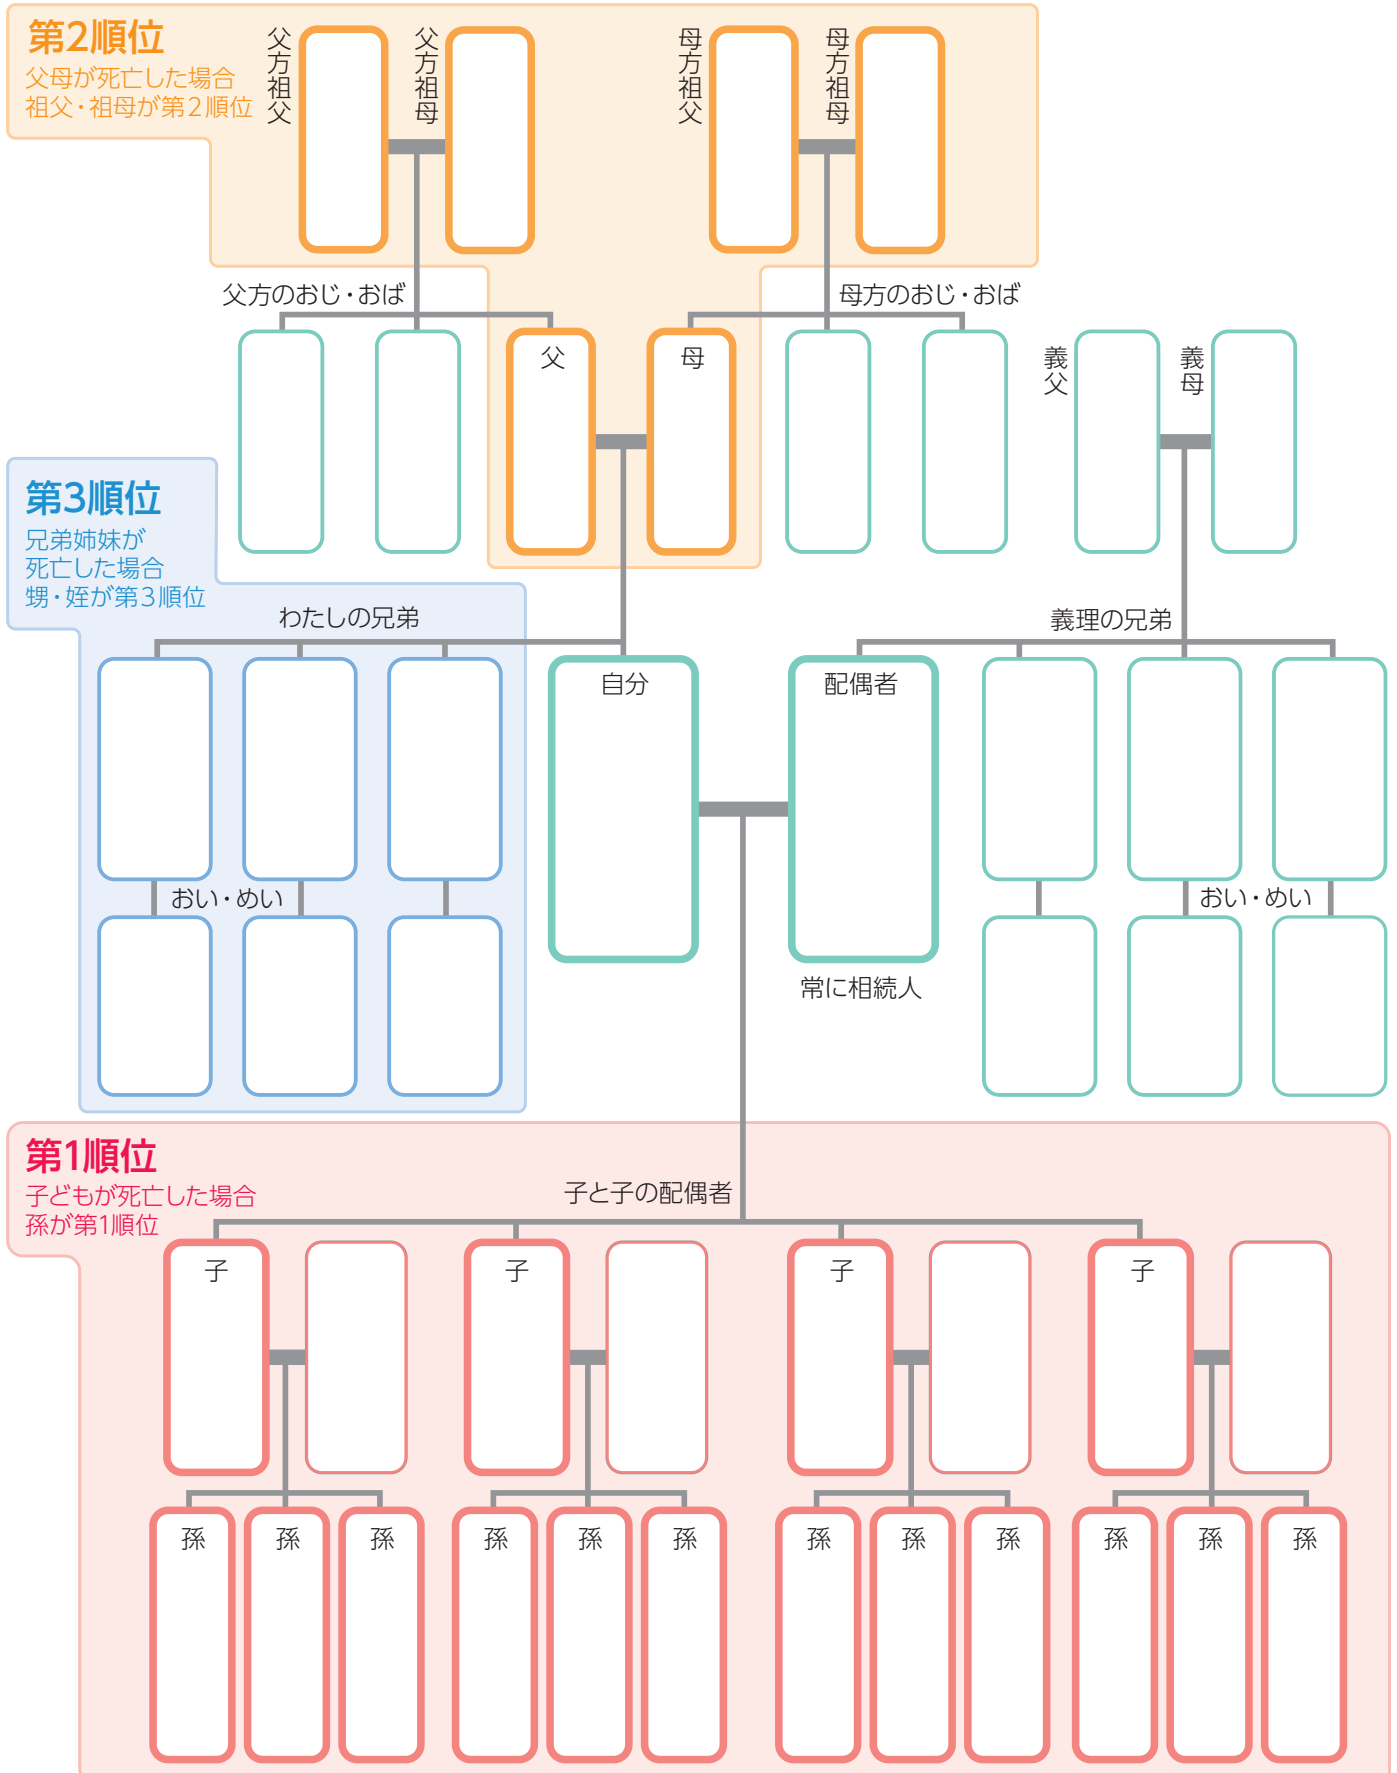 第2順位
父母が死亡した場合
祖父・祖母が第2順位
父方祖父
父方祖母
母方祖父
母方祖母
父方のおじ・おば
母方のおじ・おば
父
母
義父
義母
第3順位
兄弟姉妹が
死亡した場合
甥・姪が第3順位
わたしの兄弟
義理の兄弟
自分
配偶者
おい・めい
おい・めい
常に相続人
第1順位
子どもが死亡した場合
孫が第1順位
子と子の配偶者
子
子
子
子
孫
孫
孫
孫
孫
孫
孫
孫
孫
孫
孫
孫